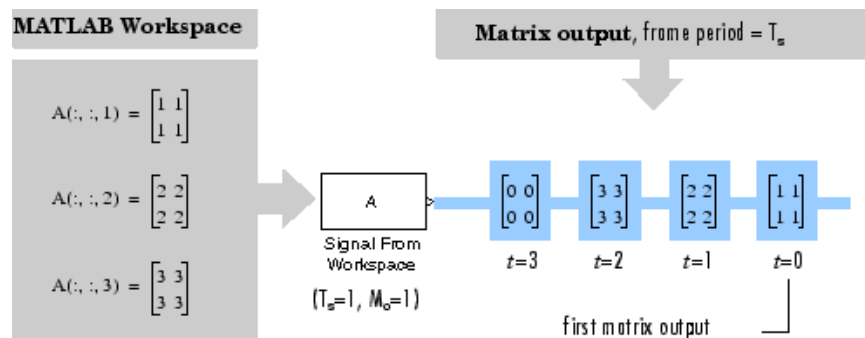 MATLAB Workspace
Matrix output, frame period = Tₛ
A(:, :, 1) = [1 1
1 1]
A(:, :, 2) = [2 2
2 2]
A(:, :, 3) = [3 3
3 3]
A
Signal From
Workspace
(Tₛ=1, Mₒ=1)
[0 0
0 0]
[3 3
3 3]
[2 2
2 2]
[1 1
1 1]
t=3
t=2
t=1
t=0
first matrix output